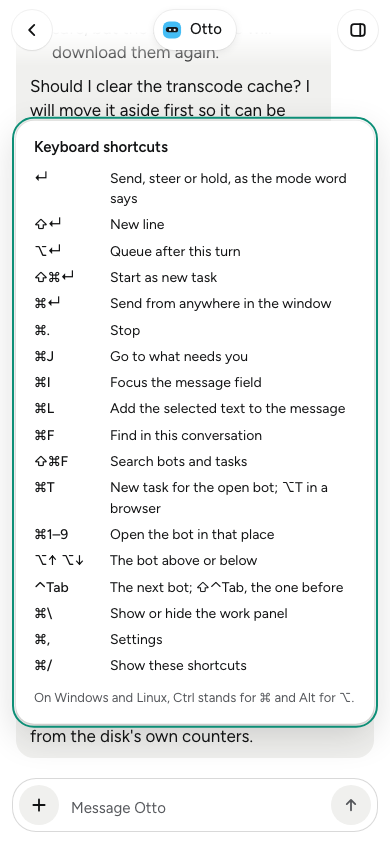 Otto
download them again.
Should I clear the transcode cache? I
will move it aside first so it can be
Keyboard shortcuts
↵ Send, steer or hold, as the mode word
says
⇧↵ New line
⌥↵ Queue after this turn
⇧⌘↵ Start as new task
⌘↵ Send from anywhere in the window
⌘. Stop
⌘J Go to what needs you
⌘I Focus the message field
⌘L Add the selected text to the message
⌘F Find in this conversation
⇧⌘F Search bots and tasks
⌘T New task for the open bot; ⌥T in a
browser
⌘1–9 Open the bot in that place
⌥↑ ⌥↓ The bot above or below
^Tab The next bot; ⇧^Tab, the one before
⌘\ Show or hide the work panel
⌘, Settings
⌘/ Show these shortcuts
On Windows and Linux, Ctrl stands for ⌘ and Alt for ⌥.
from the disk's own counters.
Message Otto